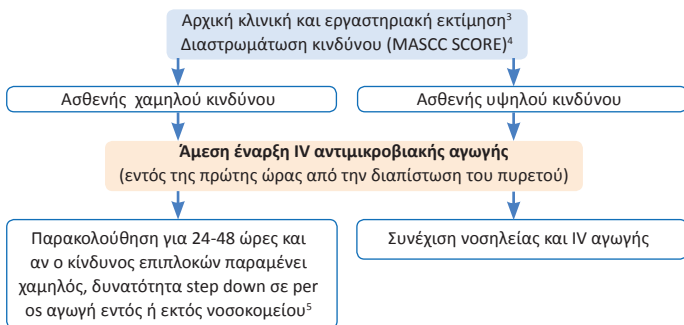 Αρχική κλινική και εργαστηριακή εκτίμηση³
Διαστρωμάτωση κινδύνου (MASCC SCORE)⁴
Ασθενής χαμηλού κινδύνου
Ασθενής υψηλού κινδύνου
Άμεση έναρξη IV αντιμικροβιακής αγωγής
(εντός της πρώτης ώρας από την διαπίστωση του πυρετού)
Παρακολούθηση για 24-48 ώρες και
αν ο κίνδυνος επιπλοκών παραμένει
χαμηλός, δυνατότητα step down σε per
os αγωγή εντός ή εκτός νοσοκομείου⁵
Συνέχιση νοσηλείας και IV αγωγής